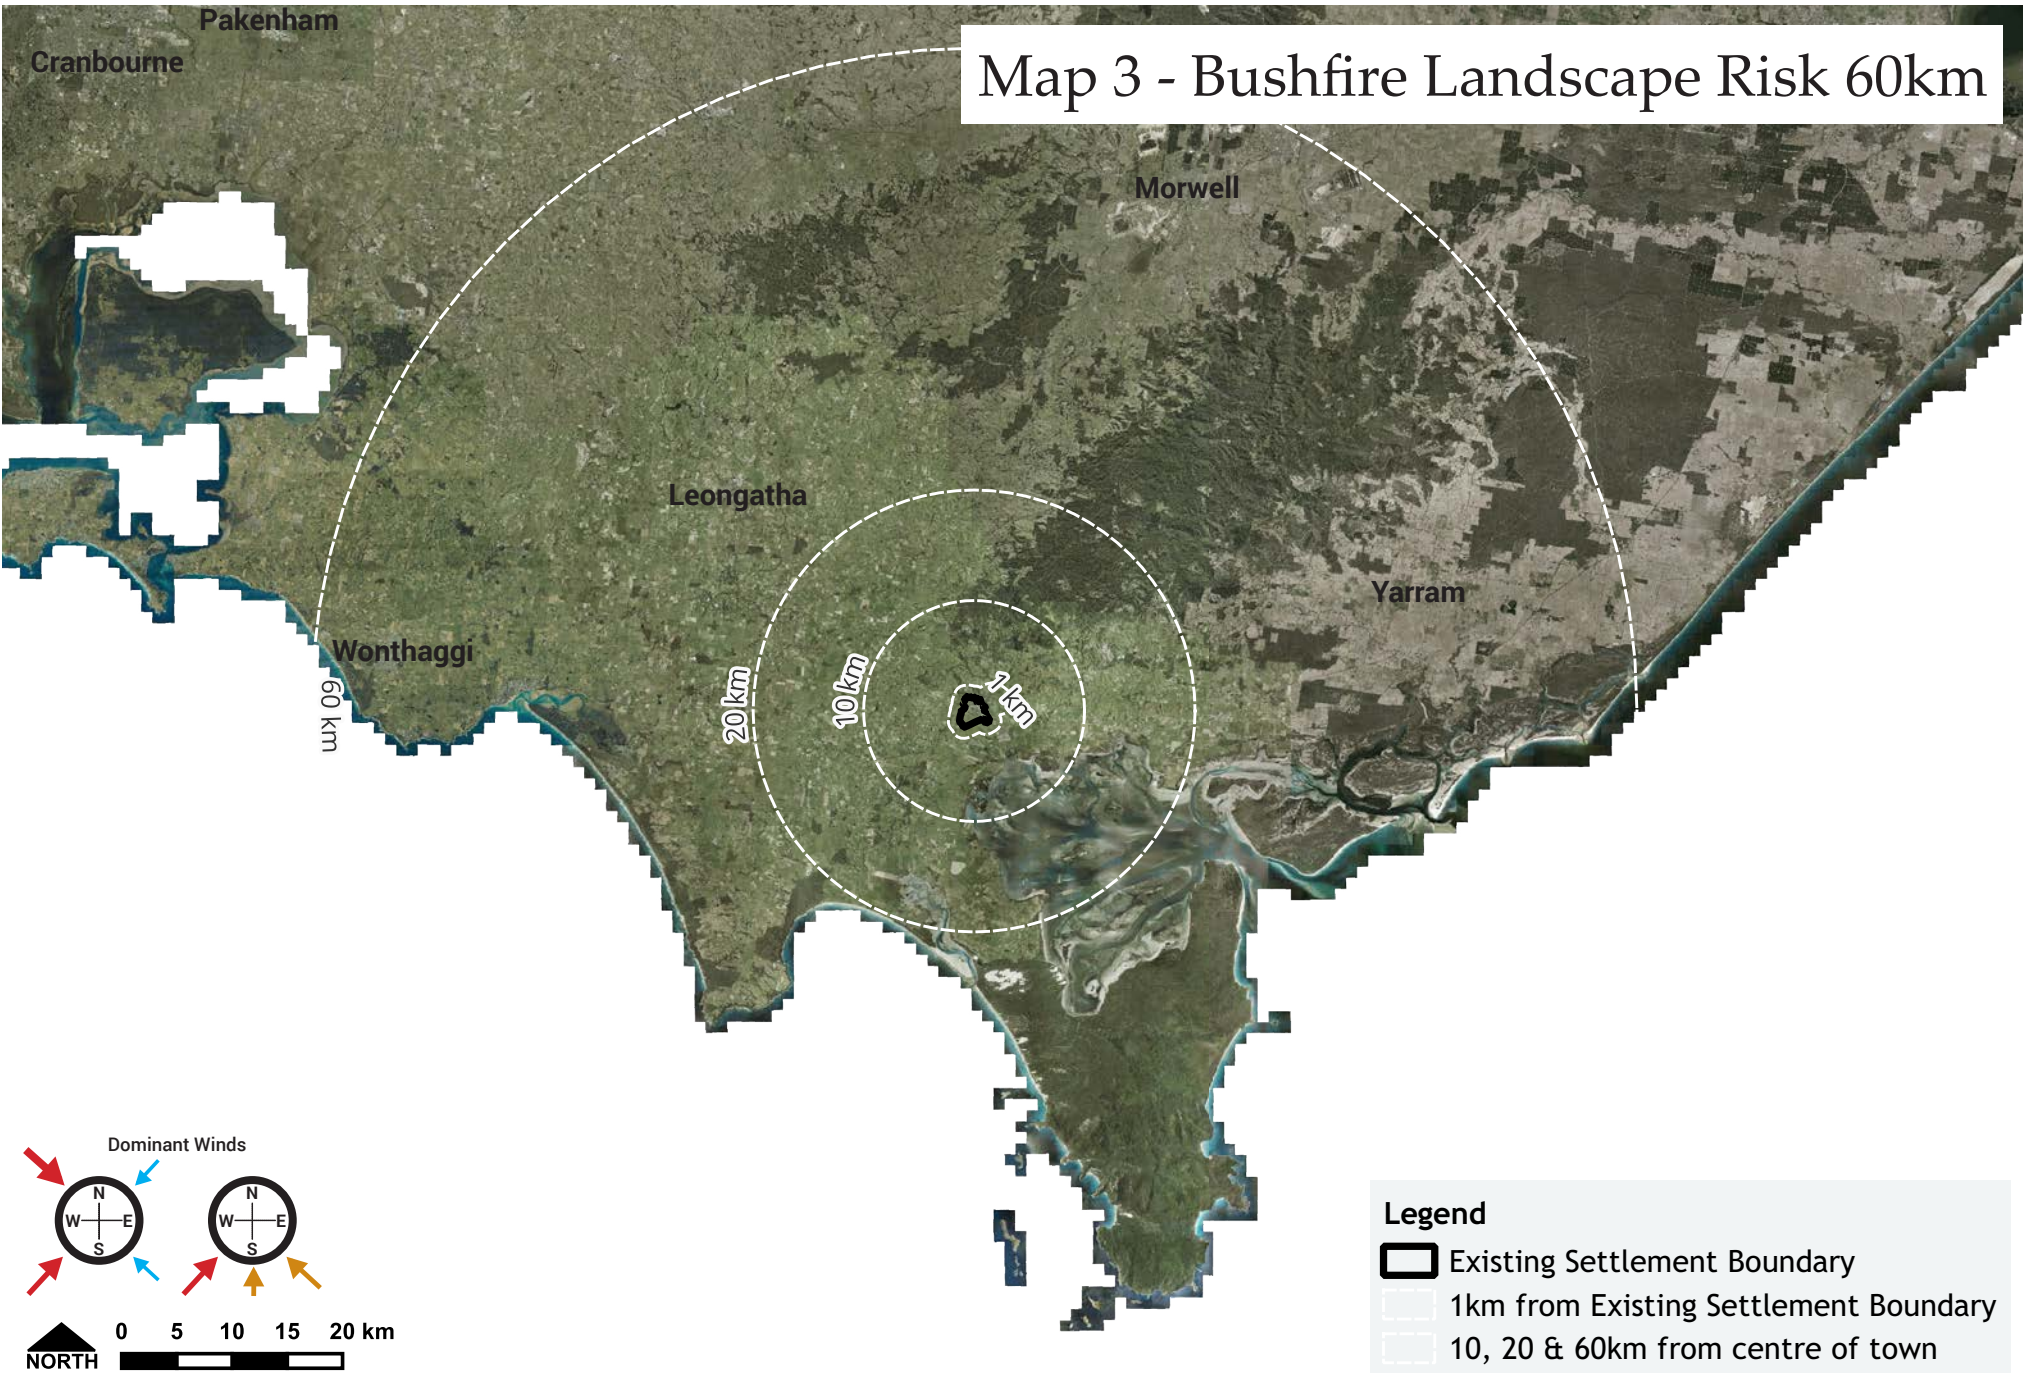 Pakenham
Cranbourne
Map 3 - Bushfire Landscape Risk 60km
Morwell
Leongatha
Yarram
Wonthaggi
60 km
20 km
10 km
1 km
Dominant Winds
N
W E
S
N
W E
S
NORTH
0 5 10 15 20 km
Legend
Existing Settlement Boundary
1km from Existing Settlement Boundary
10, 20 & 60km from centre of town